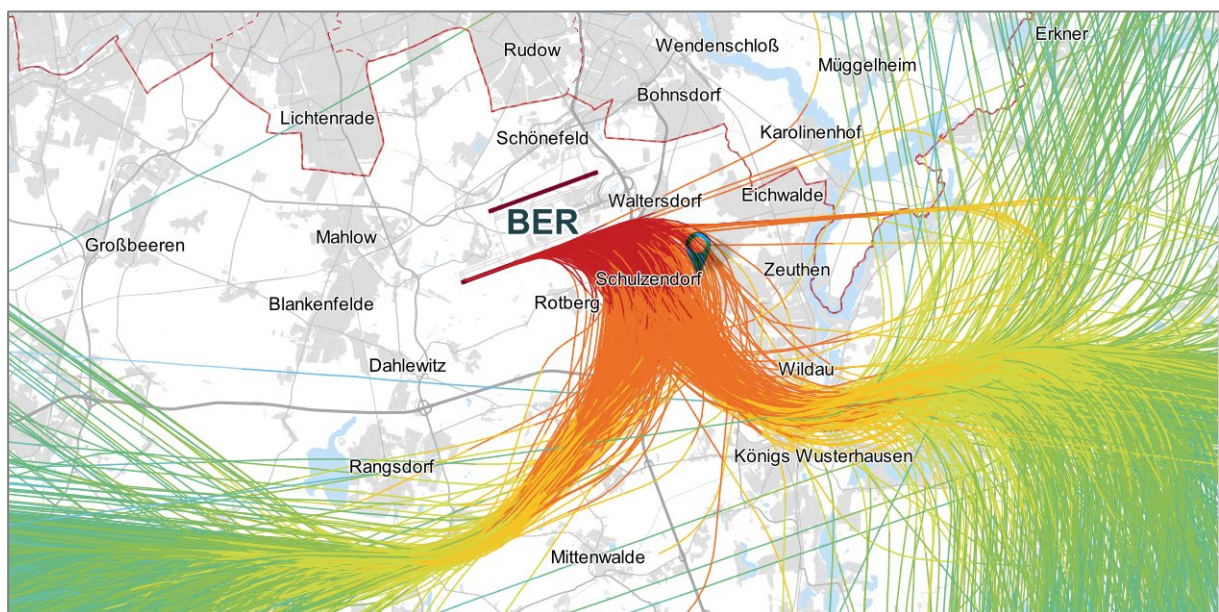 Erkner
Rudow
Wendenschloß
Müggelheim
Bohnsdorf
Lichtenrade
Karolinenhof
Schönefeld
Eichwalde
Waltersdorf
BER
Mahlow
Großbeeren
Zeuthen
Schulzendorf
Blankenfelde
Rotberg
Dahlewitz
Wildau
Königs Wusterhausen
Rangsdorf
Mittenwalde